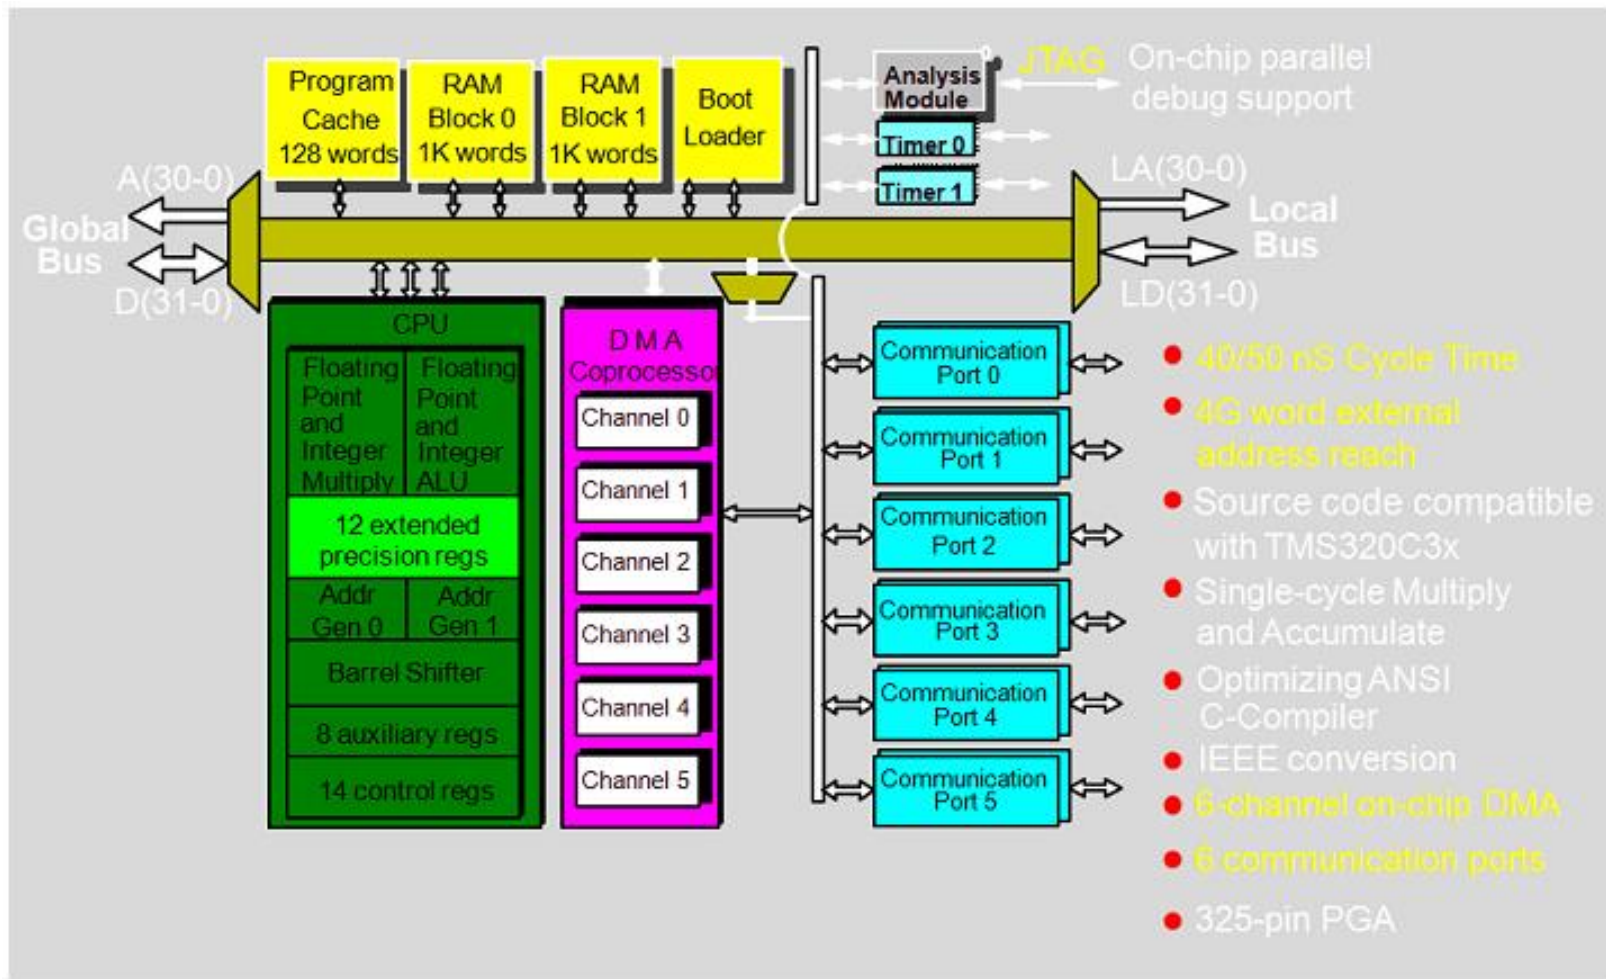 Program
Cache
128 words
RAM
Block 0
1K words
RAM
Block 1
1K words
Boot
Loader
Analysis
Module
JTAG
On-chip parallel
debug support
Timer 0
Timer 1
A(30-0)
Global
Bus
D(31-0)
LA(30-0)
Local
Bus
LD(31-0)
CPU
Floating
Point
and
Integer
Multiply
Floating
Point
and
Integer
ALU
12 extended
precision regs
Addr
Gen 0
Addr
Gen 1
Barrel Shifter
8 auxiliary regs
14 control regs
D M A
Coprocessor
Channel 0
Channel 1
Channel 2
Channel 3
Channel 4
Channel 5
Communication
Port 0
Communication
Port 1
Communication
Port 2
Communication
Port 3
Communication
Port 4
Communication
Port 5
40/50 nS Cycle Time
4G word external
address reach
Source code compatible
with TMS320C3x
Single-cycle Multiply
and Accumulate
Optimizing ANSI
C-Compiler
IEEE conversion
6-channel on-chip DMA
6 communication ports
325-pin PGA